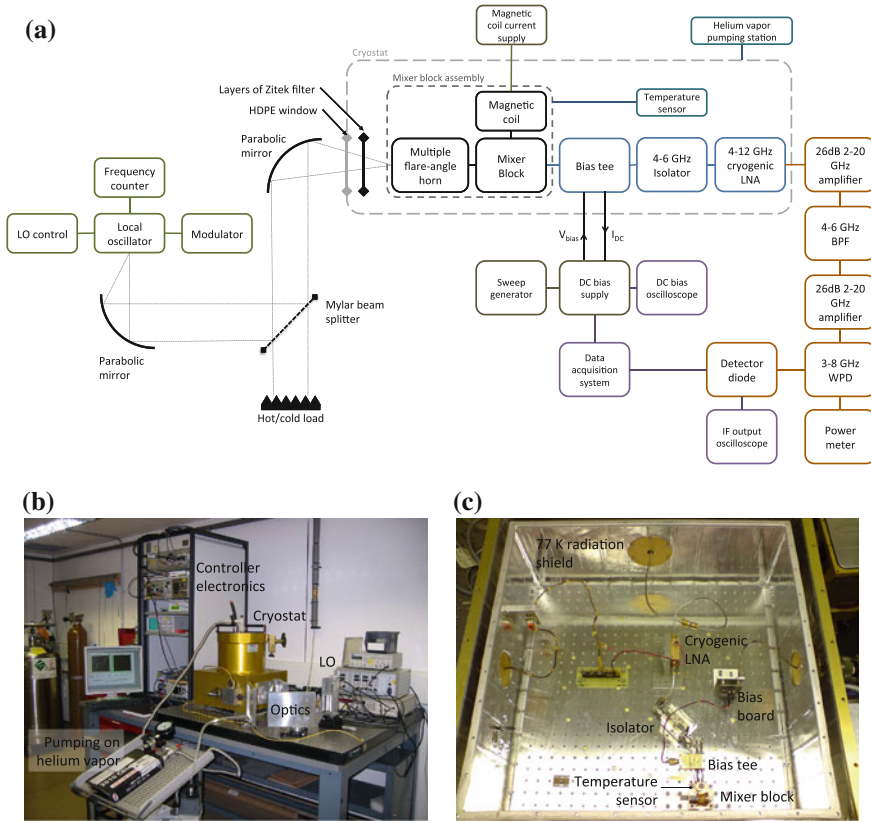 (a)
Magnetic
coil current
supply
Helium vapor
pumping station
Cryostat
Mixer block assembly
Layers of Zitek filter
HDPE window
Parabolic
mirror
Magnetic
coil
Temperature
sensor
Multiple
flare-angle
horn
Mixer
Block
Bias tee
4-6 GHz
Isolator
4-12 GHz
cryogenic
LNA
26dB 2-20
GHz
amplifier
Frequency
counter
LO control
Local
oscillator
Modulator
4-6 GHz
BPF
Vbias
IDC
Sweep
generator
DC bias
supply
DC bias
oscilloscope
26dB 2-20
GHz
amplifier
Mylar beam
splitter
Parabolic
mirror
Data
acquisition
system
Detector
diode
3-8 GHz
WPD
Hot/cold load
IF output
oscilloscope
Power
meter
(b)
Controller
electronics
Cryostat
LO
Optics
Pumping on
helium vapor
(c)
77 K radiation
shield
Cryogenic
LNA
Bias
board
Isolator
Bias tee
Temperature
sensor
Mixer block